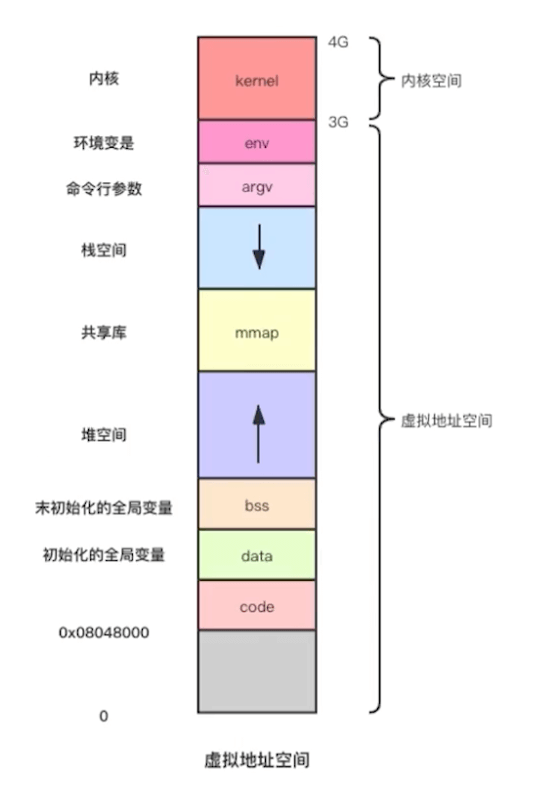 4G
内核
kernel
内核空间
3G
环境变是
env
命令行参数
argv
栈空间
共享库
mmap
虚拟地址空间
堆空间
末初始化的全局变量
bss
初始化的全局变量
data
code
0x08048000
0
虚拟地址空间